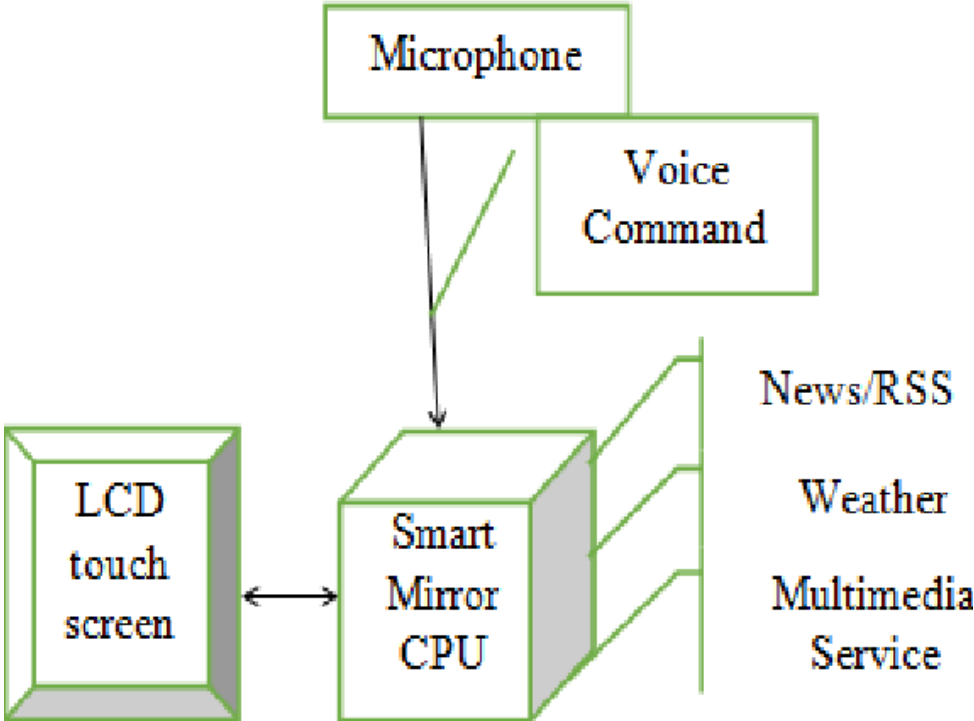 Microphone
Voice
Command
News/RSS
Weather
Multimedia
Service
LCD
touch
screen
Smart
Mirror
CPU